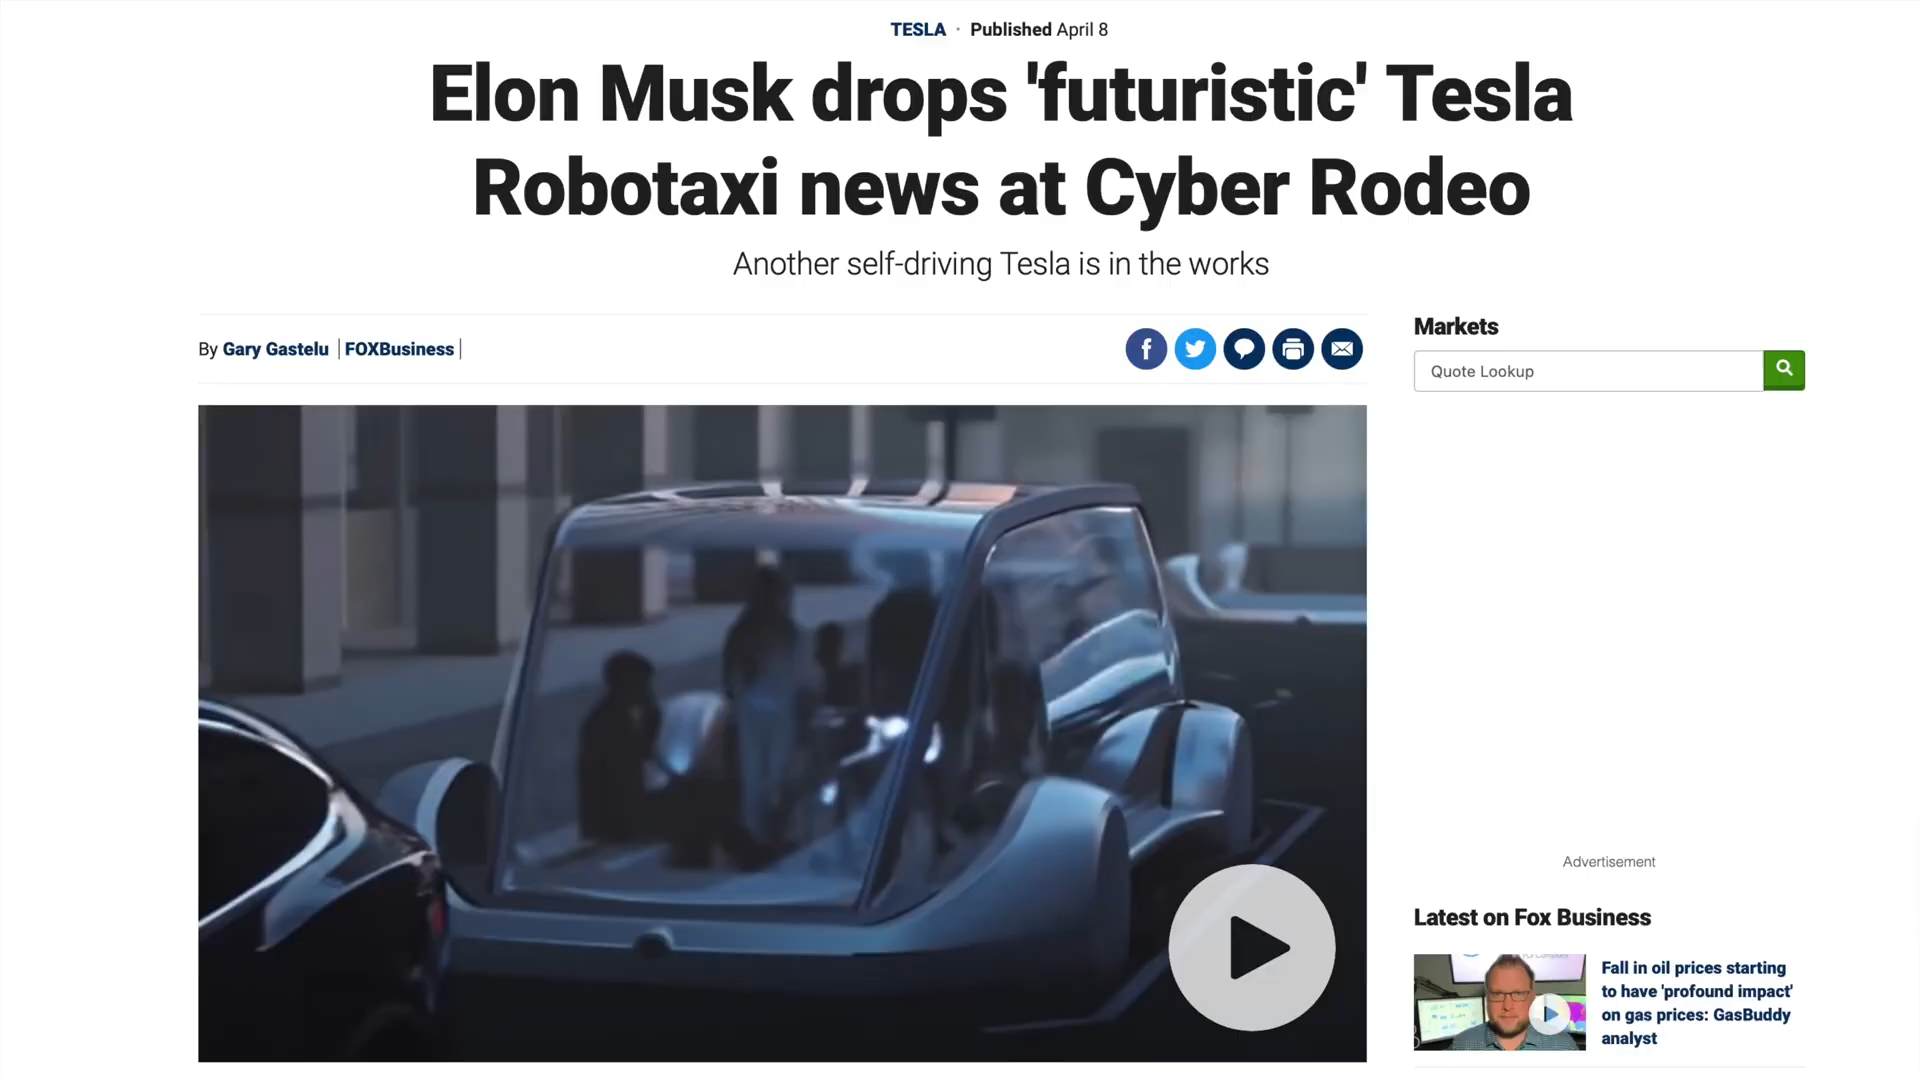 TESLA · Published April 8
Elon Musk drops 'futuristic' Tesla
Robotaxi news at Cyber Rodeo
Another self-driving Tesla is in the works
By Gary Gastelu | FOXBusiness |
Markets
Quote Lookup
Advertisement
Latest on Fox Business
Fall in oil prices starting
to have 'profound impact'
on gas prices: GasBuddy
analyst